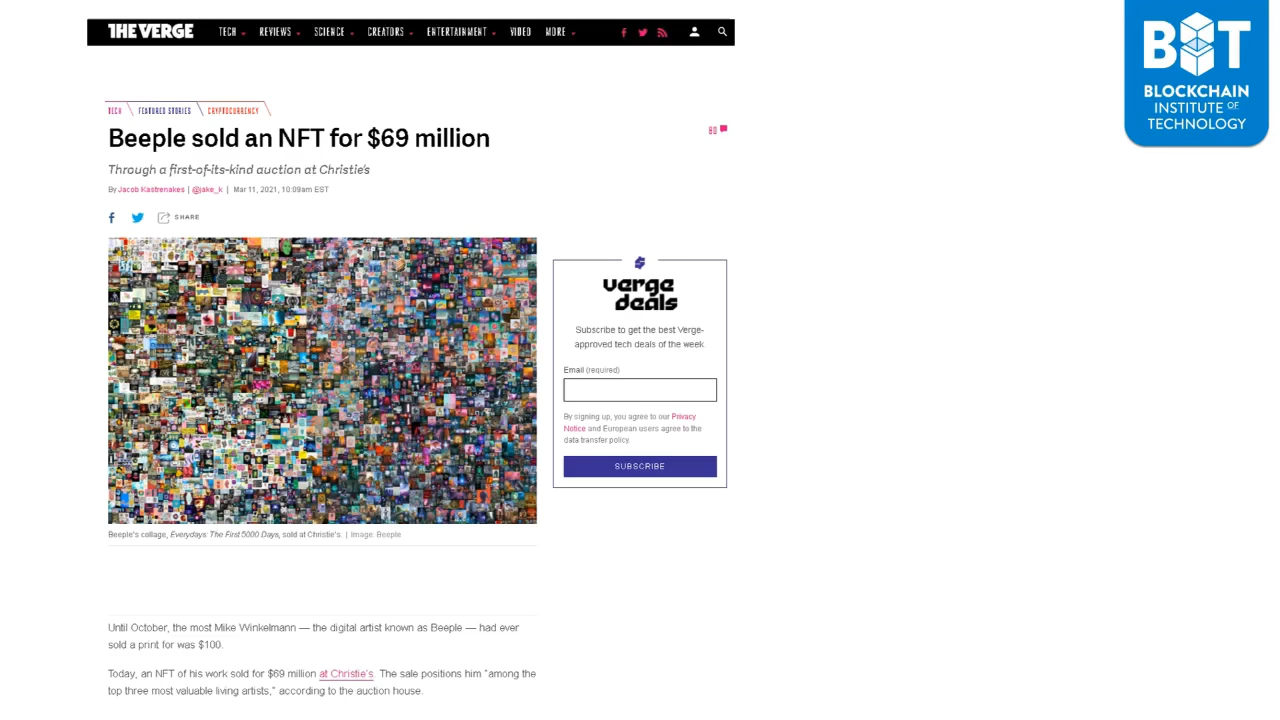 THE VERGE TECH REVIEWS SCIENCE CREATORS ENTERTAINMENT VIDEO MORE
BLOCKCHAIN
INSTITUTE OF
TECHNOLOGY
TECH FEATURED STORIES CRYPTOCURRENCY
Beeple sold an NFT for $69 million
Through a first-of-its-kind auction at Christie's
By Jacob Kastrenakes | @jake_k | Mar 11, 2021, 10:09am EST
SHARE
verge
deals
Subscribe to get the best Verge-
approved tech deals of the week.
Email (required)
By signing up, you agree to our Privacy
Notice and European users agree to the
data transfer policy.
SUBSCRIBE
Beeple's collage, Everydays: The First 5000 Days, sold at Christie's. | Image: Beeple
Until October, the most Mike Winkelmann — the digital artist known as Beeple — had ever
sold a print for was $100.
Today, an NFT of his work sold for $69 million at Christie's. The sale positions him "among the
top three most valuable living artists," according to the auction house.